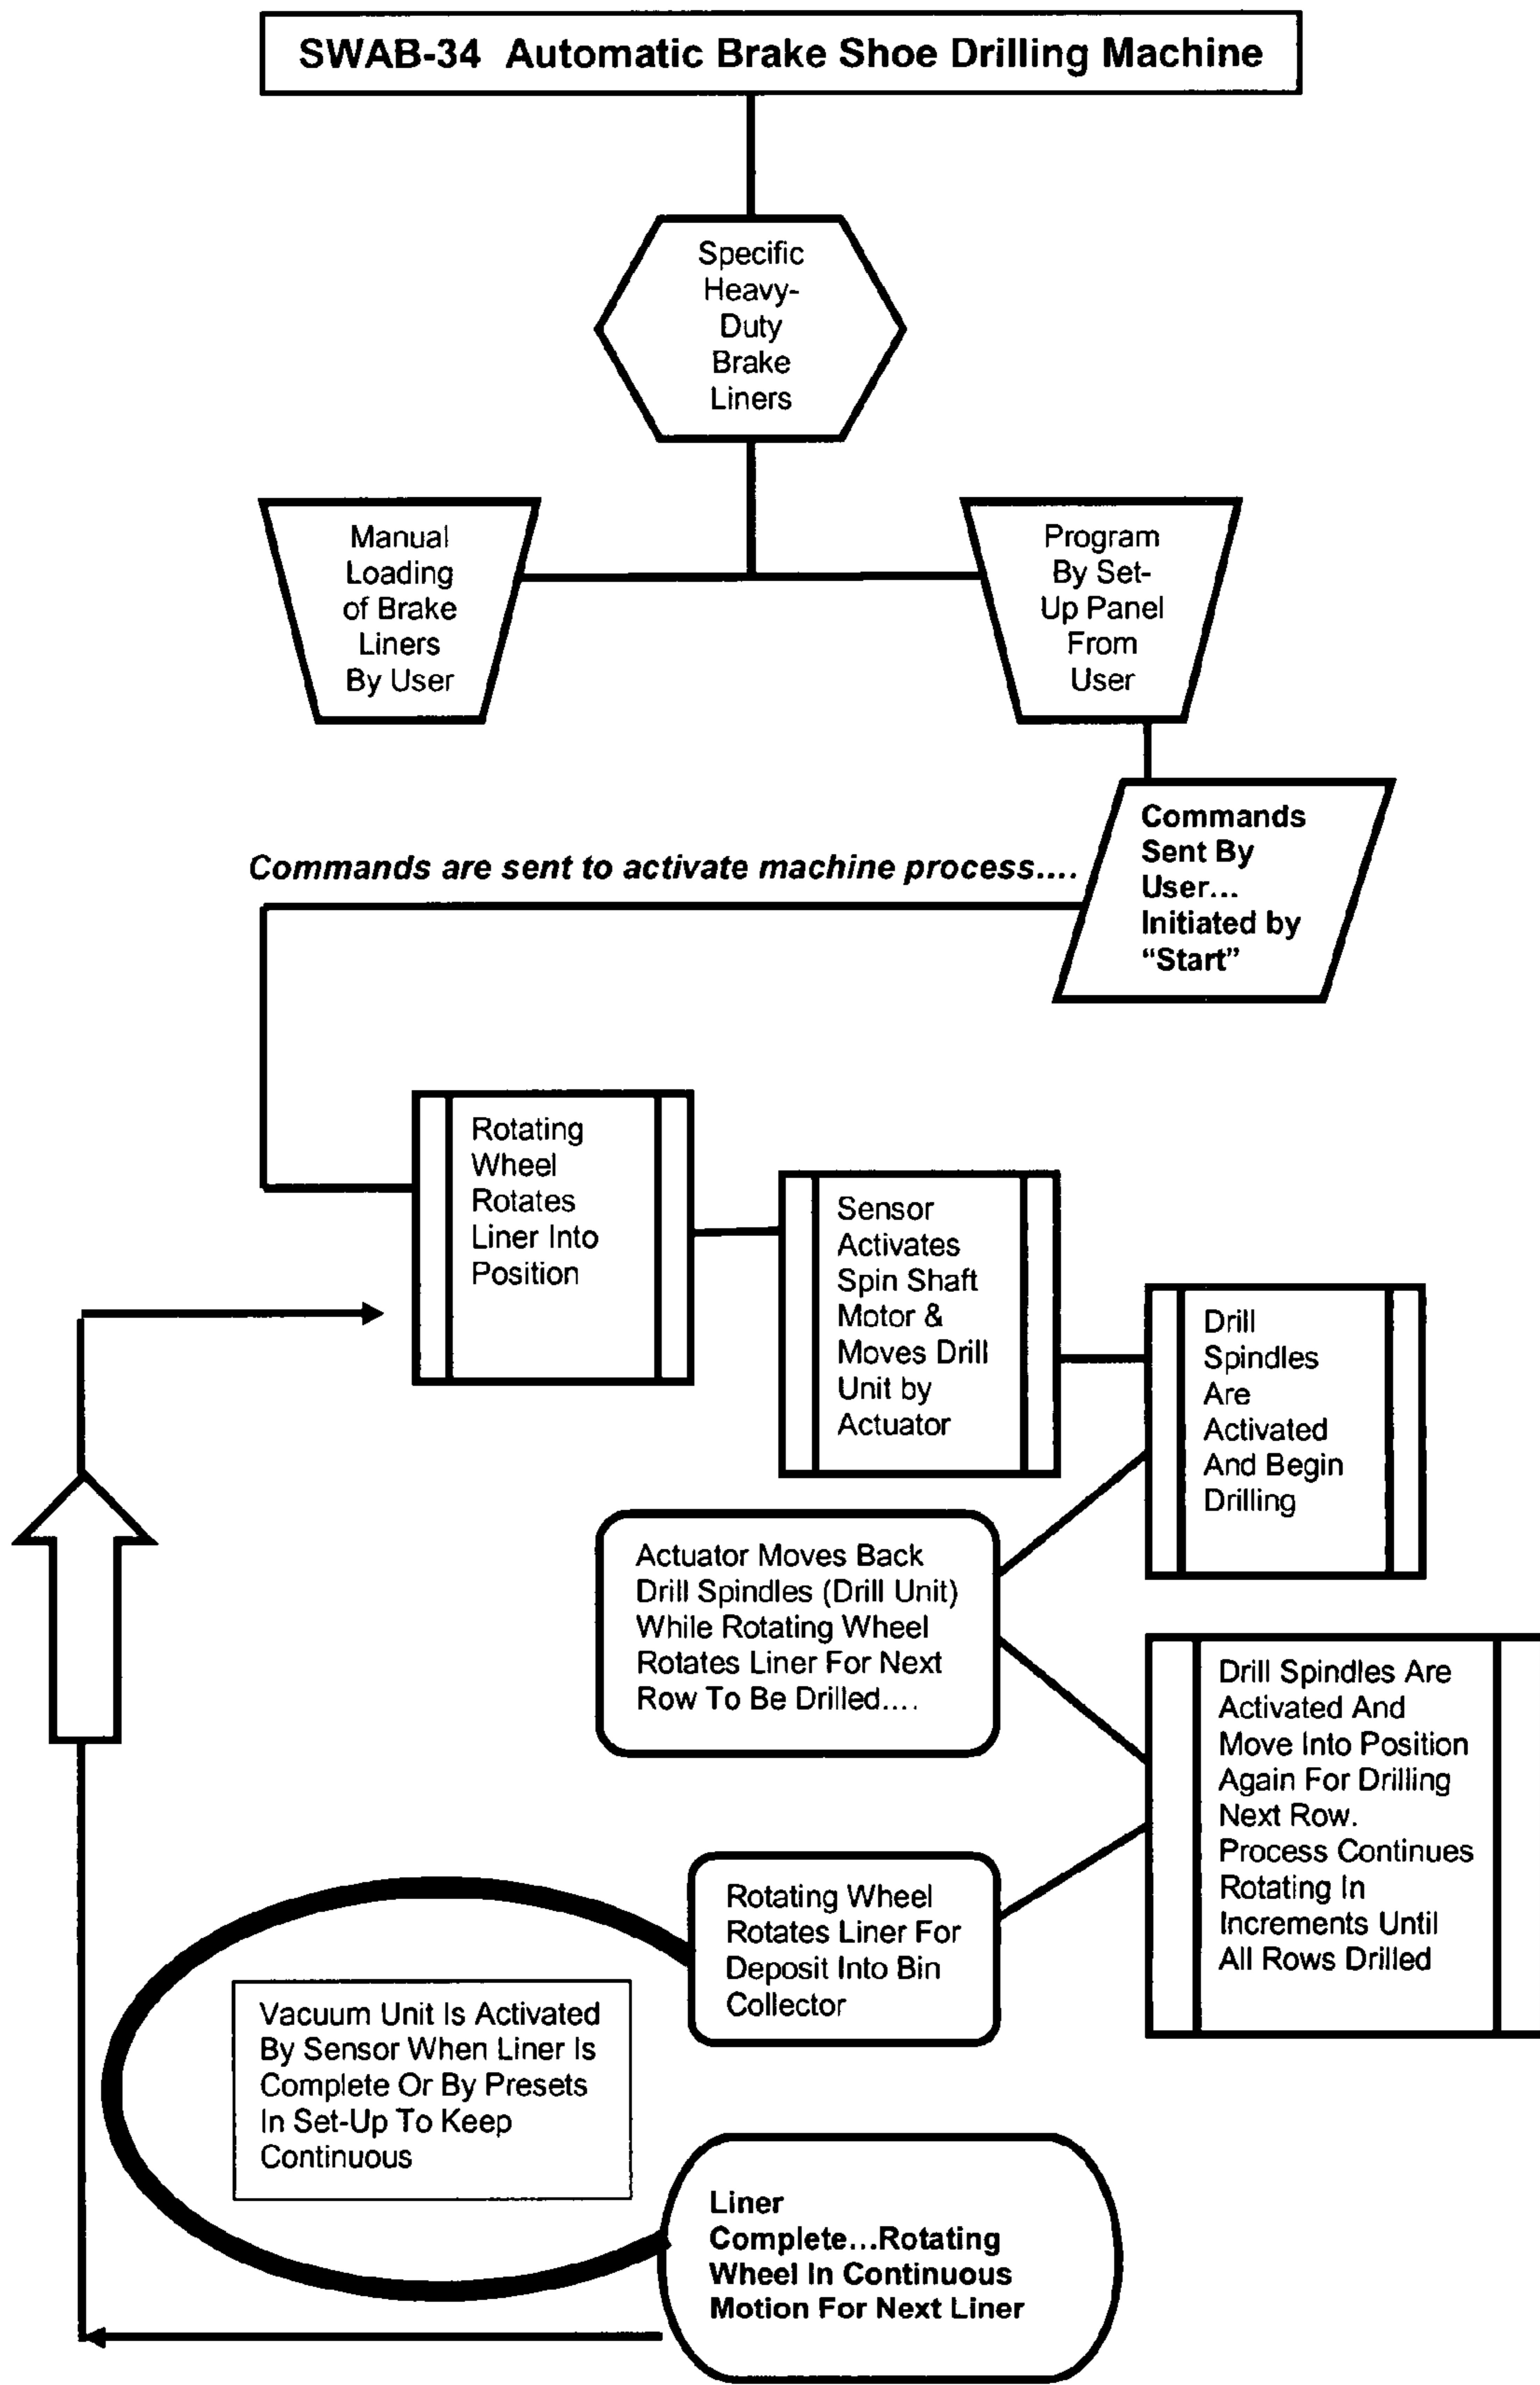 SWAB-34 Automatic Brake Shoe Drilling Machine
Specific
Heavy-
Duty
Brake
Liners
Manual
Loading
of Brake
Liners
By User
Program
By Set-
Up Panel
From
User
Commands
Sent By
User...
Initiated by
“Start”
Commands are sent to activate machine process....
Rotating
Wheel
Rotates
Liner Into
Position
Sensor
Activates
Spin Shaft
Motor &
Moves Drill
Unit by
Actuator
Drill
Spindles
Are
Activated
And Begin
Drilling
Actuator Moves Back
Drill Spindles (Drill Unit)
While Rotating Wheel
Rotates Liner For Next
Row To Be Drilled....
Drill Spindles Are
Activated And
Move Into Position
Again For Drilling
Next Row.
Process Continues
Rotating In
Increments Until
All Rows Drilled
Rotating Wheel
Rotates Liner For
Deposit Into Bin
Collector
Vacuum Unit Is Activated
By Sensor When Liner Is
Complete Or By Presets
In Set-Up To Keep
Continuous
Liner
Complete...Rotating
Wheel In Continuous
Motion For Next Liner